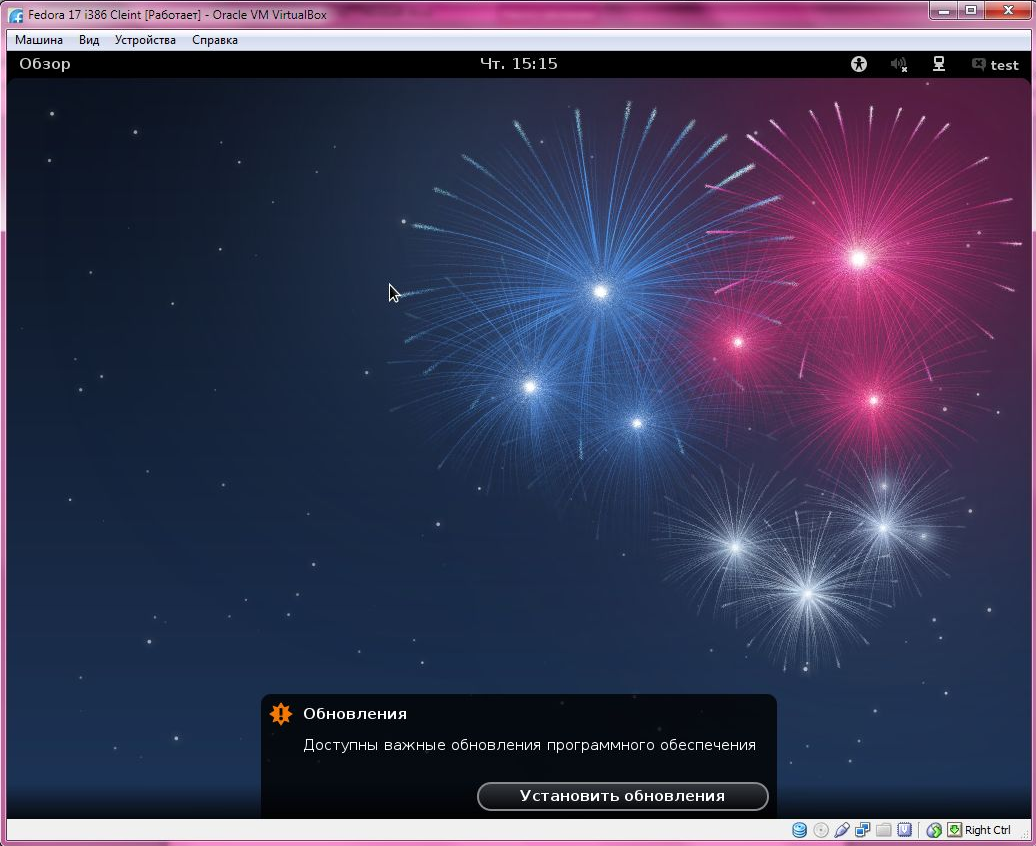 Fedora 17 i386 Cleint [Работает] - Oracle VM VirtualBox
Машина Вид Устройства Справка
Обзор Чт. 15:15 test
Обновления
Доступны важные обновления программного обеспечения
Установить обновления
Right Ctrl